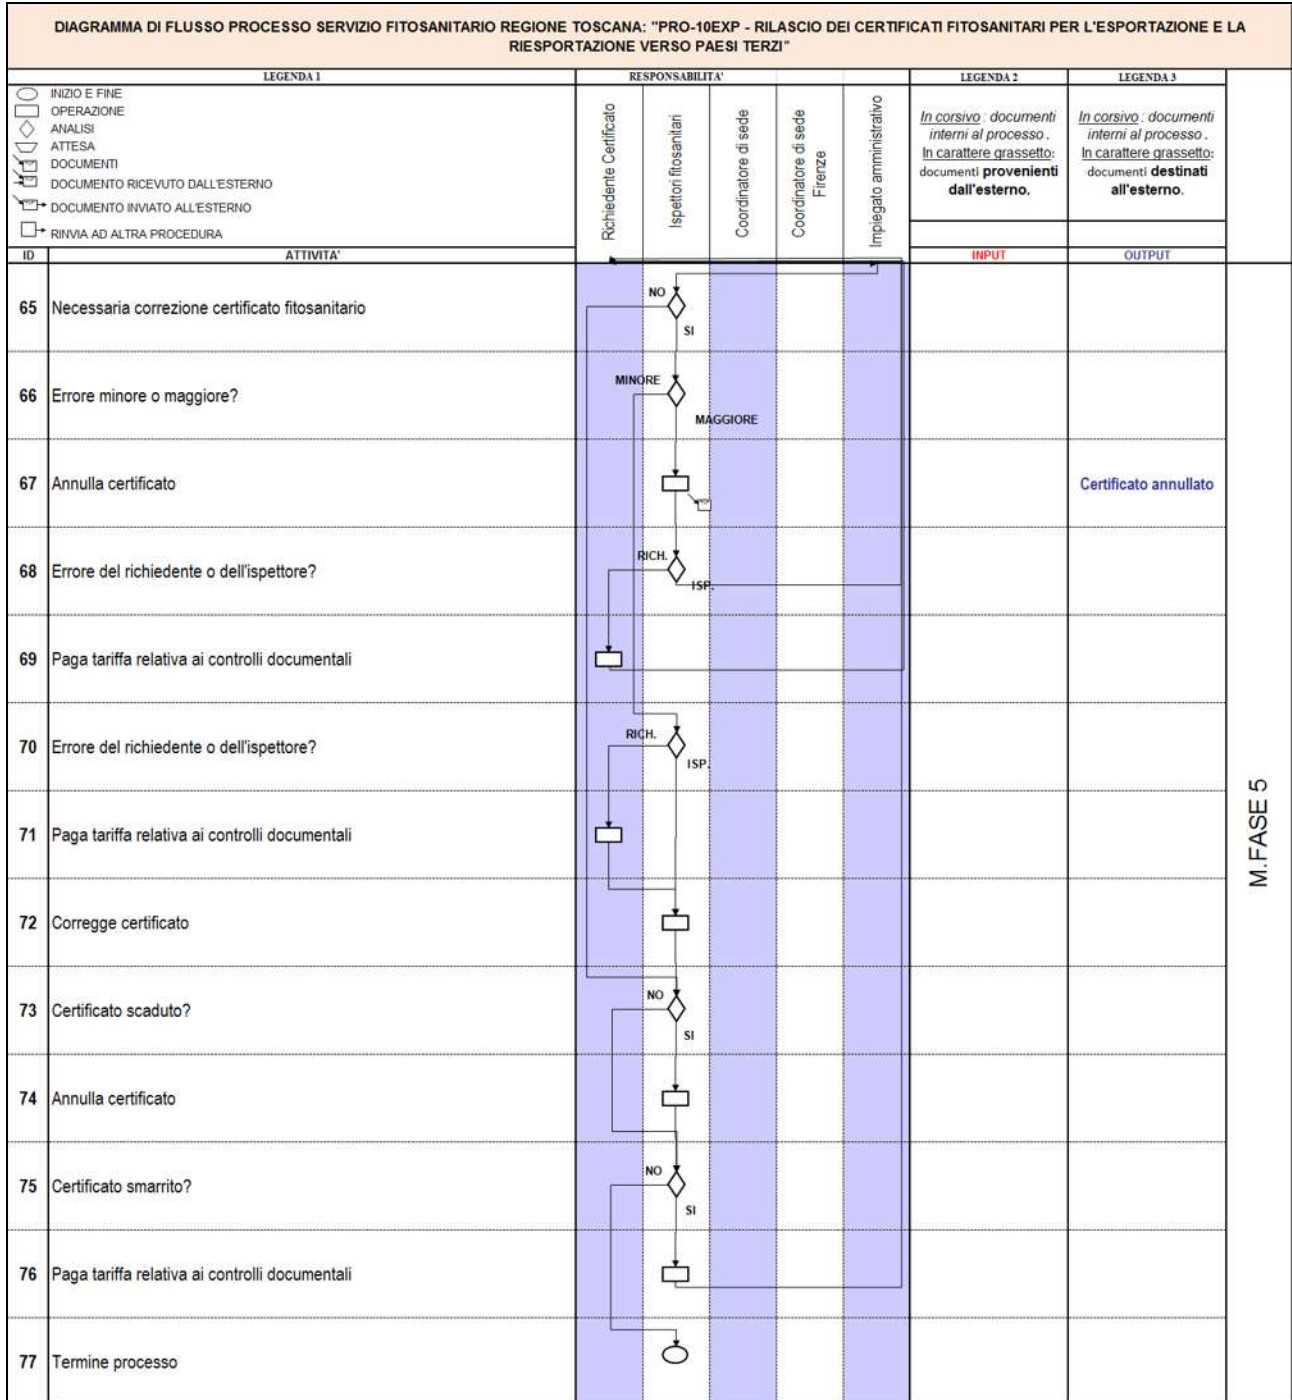 DIAGRAMMA DI FLUSSO PROCESSO SERVIZIO FITOSANITARIO REGIONE TOSCANA: "PRO-10EXP - RILASCIO DEI CERTIFICATI FITOSANITARI PER L'ESPORTAZIONE E LA
RIESPORTAZIONE VERSO PAESI TERZI"
LEGENDA 1
RESPONSABILITA'
LEGENDA 2
LEGENDA 3
INIZIO E FINE
OPERAZIONE
ANALISI
ATTESA
DOCUMENTI
DOCUMENTO RICEVUTO DALL'ESTERNO
DOCUMENTO INVIATO ALL'ESTERNO
RINVIA AD ALTRA PROCEDURA
Richiedente Certificato
Ispettori fitosanitari
Coordinatore di sede
Coordinatore di sede
Firenze
Impiegato amministrativo
In corsivo : documenti
interni al processo .
In carattere grassetto:
documenti provenienti
dall'esterno.
In corsivo : documenti
interni al processo .
In carattere grassetto:
documenti destinati
all'esterno.
ID
ATTIVITA'
INPUT
OUTPUT
65 Necessaria correzione certificato fitosanitario
NO
SI
66 Errore minore o maggiore?
MINORE
MAGGIORE
67 Annulla certificato
Certificato annullato
68 Errore del richiedente o dell'ispettore?
RICH.
ISP.
69 Paga tariffa relativa ai controlli documentali
70 Errore del richiedente o dell'ispettore?
RICH.
ISP.
71 Paga tariffa relativa ai controlli documentali
72 Corregge certificato
73 Certificato scaduto?
NO
SI
74 Annulla certificato
75 Certificato smarrito?
NO
SI
76 Paga tariffa relativa ai controlli documentali
77 Termine processo
M.FASE 5